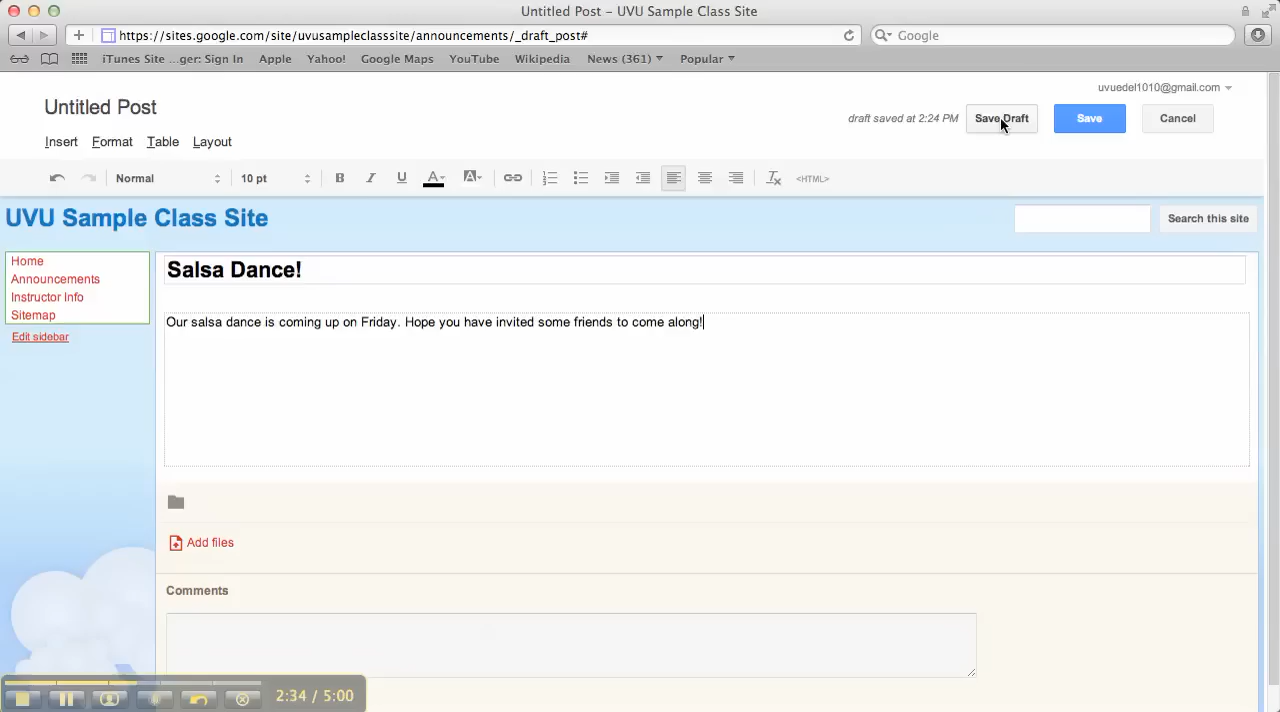 Untitled Post – UVU Sample Class Site
https://sites.google.com/site/uvusampleclasssite/announcements/_draft_post#
Google
iTunes Site ...ger: Sign In Apple Yahoo! Google Maps YouTube Wikipedia News (361) Popular
uvuedel1010@gmail.com
Untitled Post
draft saved at 2:24 PM Save Draft Save Cancel
Insert Format Table Layout
Normal 10 pt B I U A A <HTML>
UVU Sample Class Site
Search this site
Home
Announcements
Instructor Info
Sitemap
Edit sidebar
Salsa Dance!
Our salsa dance is coming up on Friday. Hope you have invited some friends to come along!
Add files
Comments
2:34 / 5:00